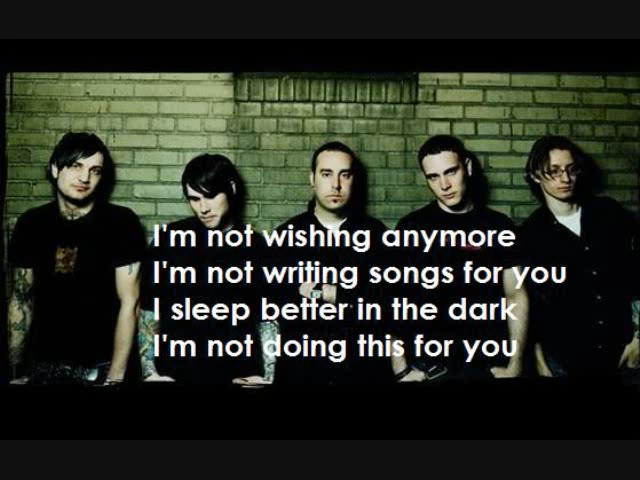 I'm not wishing anymore
I'm not writing songs for you
I sleep better in the dark
I'm not doing this for you